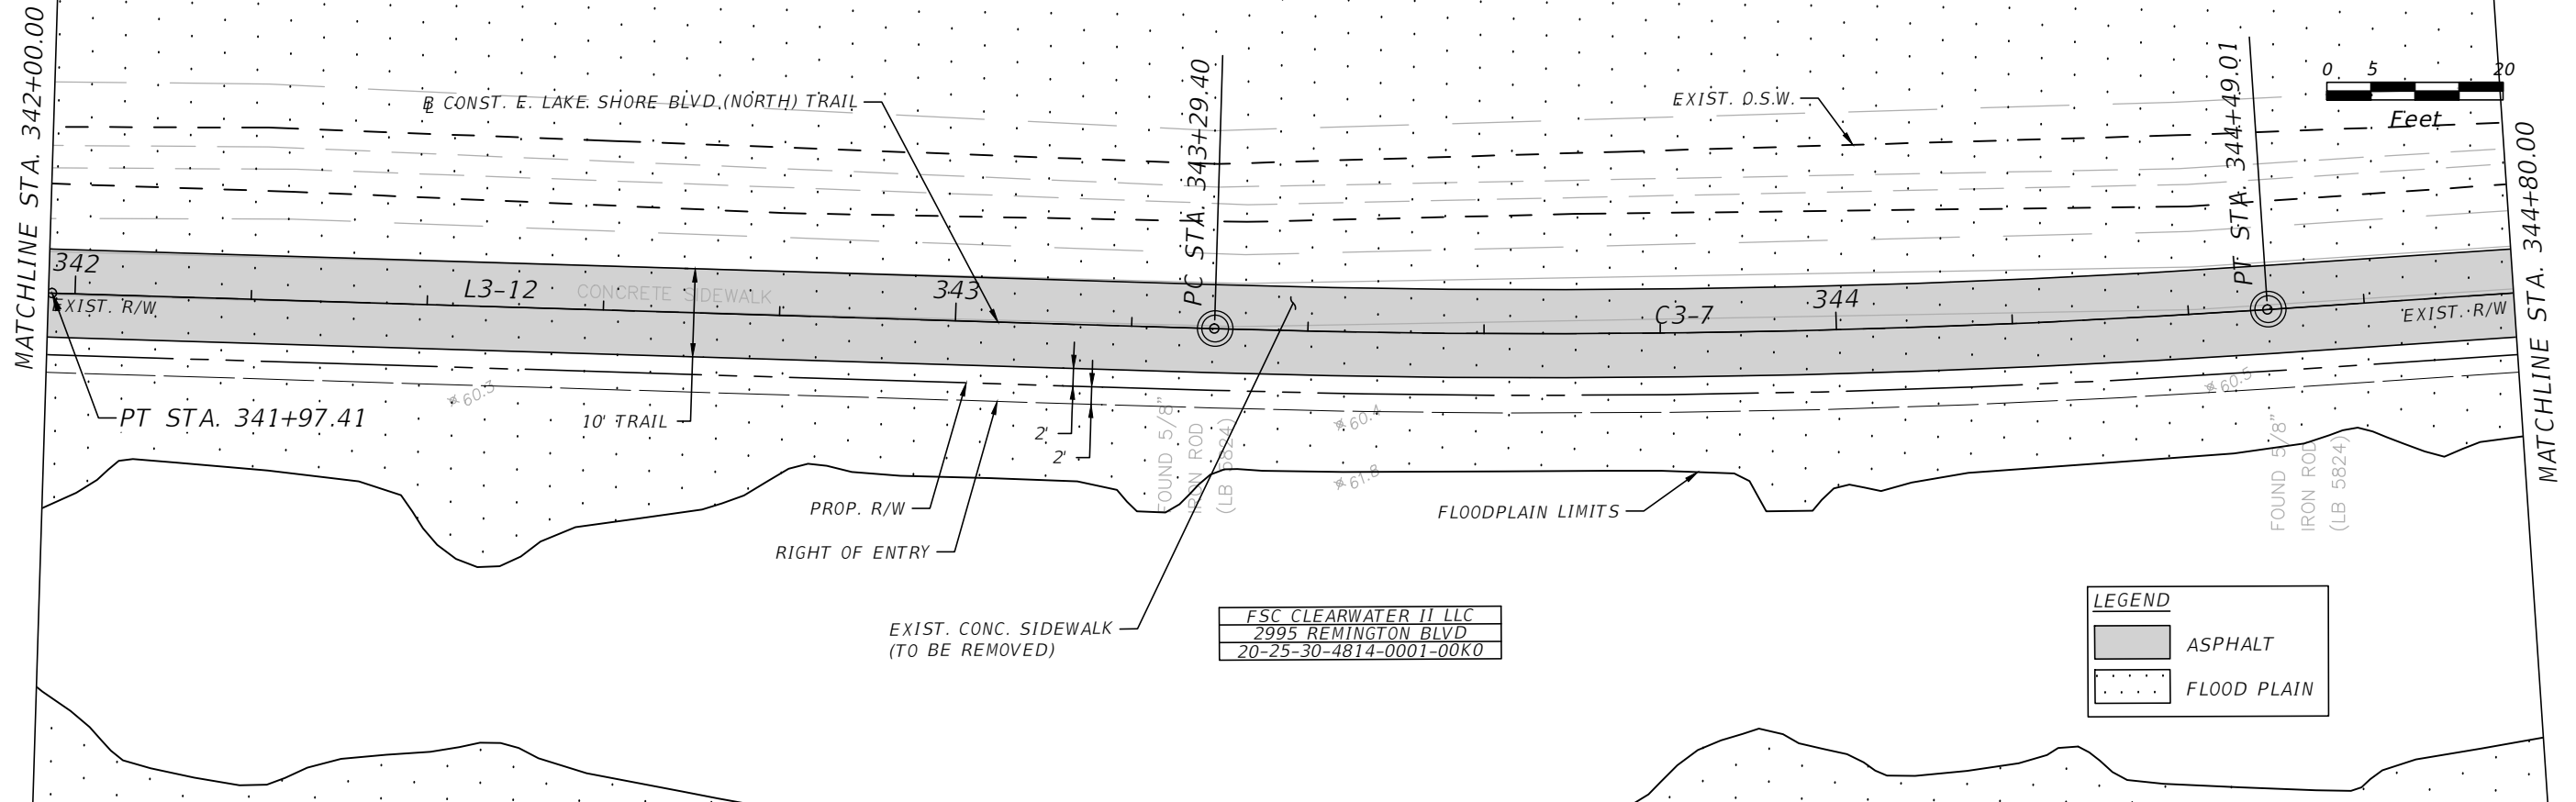 MATCHLINE STA. 342+00.00
℄ CONST. E. LAKE SHORE BLVD.(NORTH) TRAIL
PC STA. 343+29.40
EXIST. O.S.W.
PT STA. 344+49.01
0 5 20
Feet
MATCHLINE STA. 344+80.00
342
L3-12
CONCRETE SIDEWALK
343
C3-7
344
EXIST. R/W
EXIST. R/W
PT STA. 341+97.41
60.3
10' TRAIL
2'
2'
FOUND 5/8"
IRON ROD
(LB 5824)
60.4
61.8
60.5
FOUND 5/8"
IRON ROD
(LB 5824)
PROP. R/W
RIGHT OF ENTRY
FLOODPLAIN LIMITS
EXIST. CONC. SIDEWALK
(TO BE REMOVED)
FSC CLEARWATER II LLC
2995 REMINGTON BLVD
20-25-30-4814-0001-00K0
LEGEND
ASPHALT
FLOOD PLAIN